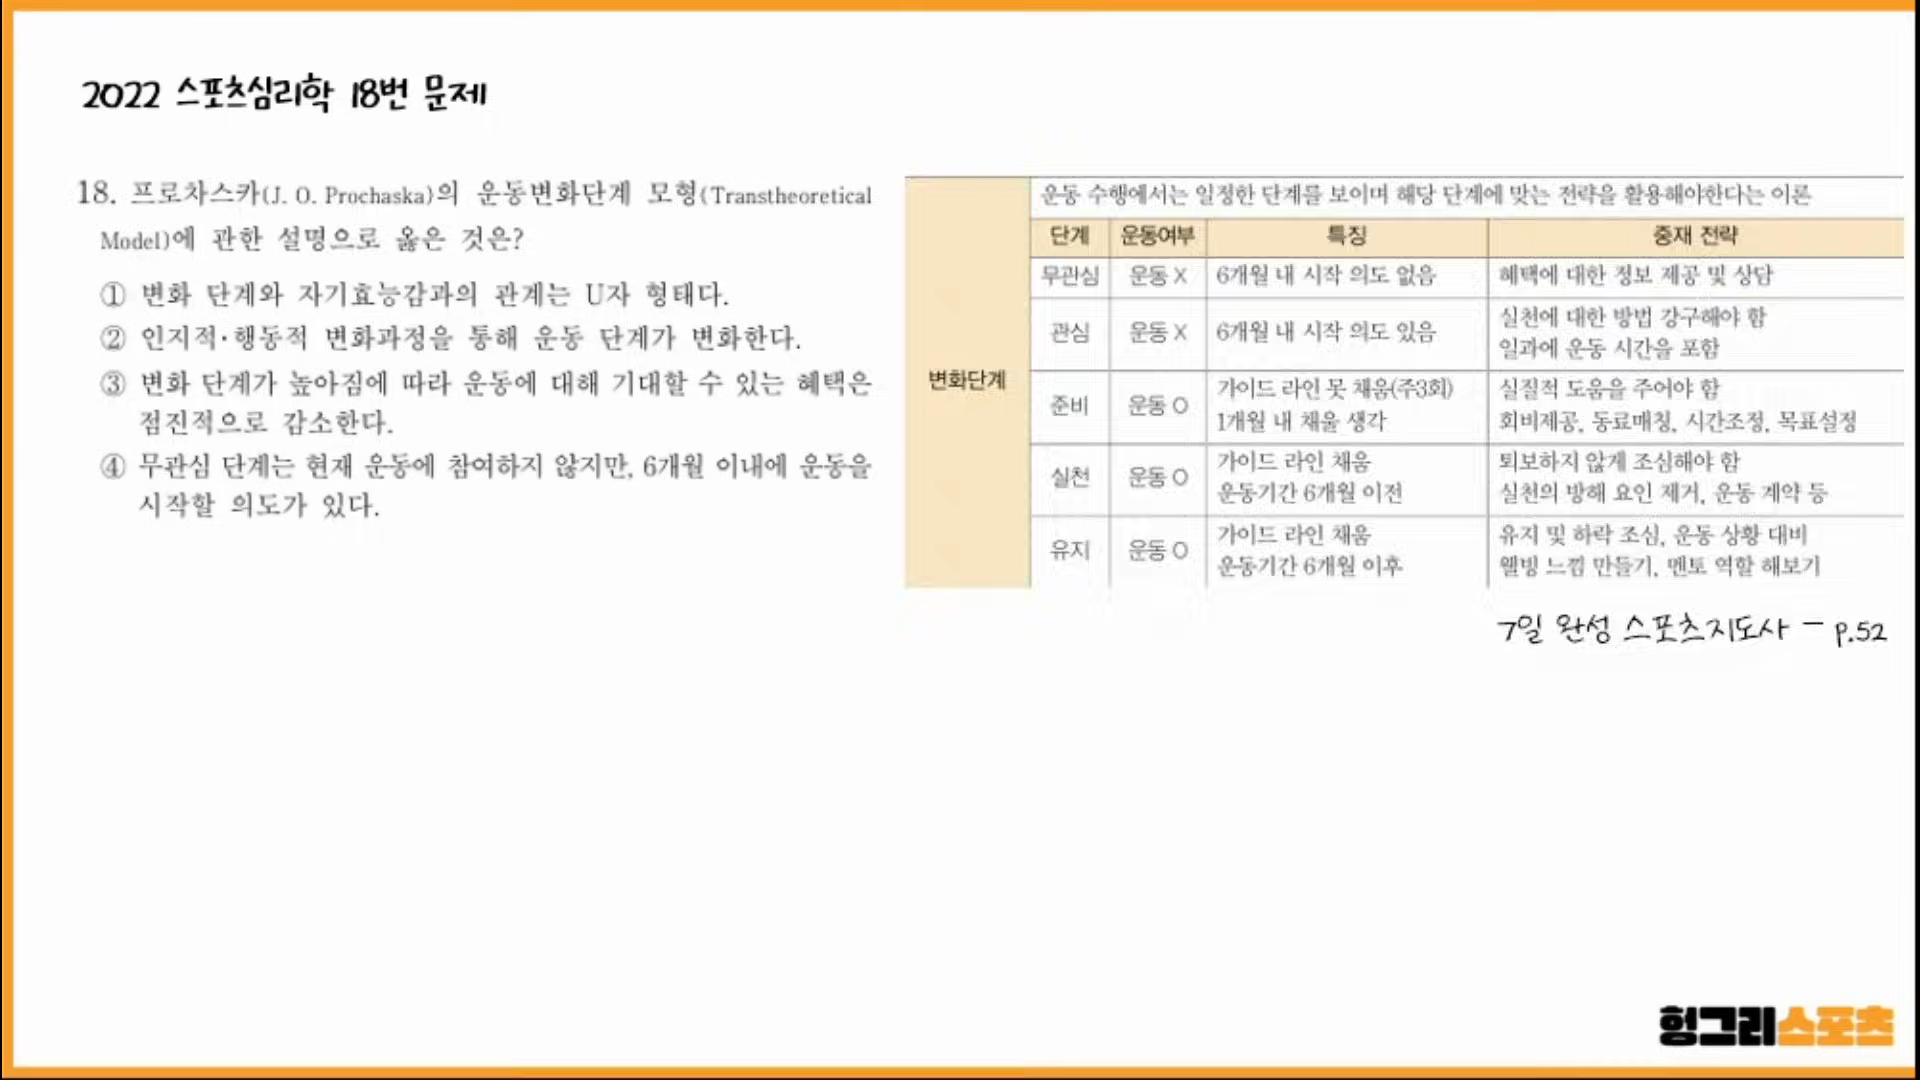 2022 스포츠심리학 18번 문제
18. 프로차스카(J. O. Prochaska)의 운동변화단계 모형(Transtheoretical
Model)에 관한 설명으로 옳은 것은?
① 변화 단계와 자기효능감과의 관계는 U자 형태다.
② 인지적·행동적 변화과정을 통해 운동 단계가 변화한다.
③ 변화 단계가 높아짐에 따라 운동에 대해 기대할 수 있는 혜택은
점진적으로 감소한다.
④ 무관심 단계는 현재 운동에 참여하지 않지만, 6개월 이내에 운동을
시작할 의도가 있다.
변화단계
운동 수행에서는 일정한 단계를 보이며 해당 단계에 맞는 전략을 활용해야한다는 이론
단계 운동여부 특징 중재 전략
무관심 운동 X 6개월 내 시작 의도 없음 혜택에 대한 정보 제공 및 상담
관심 운동 X 6개월 내 시작 의도 있음 실천에 대한 방법 강구해야 함
일과에 운동 시간을 포함
준비 운동 O 가이드 라인 못 채움(주3회) 실질적 도움을 주어야 함
1개월 내 채울 생각 회비제공, 동료매칭, 시간조정, 목표설정
실천 운동 O 가이드 라인 채움 퇴보하지 않게 조심해야 함
운동기간 6개월 이전 실천의 방해 요인 제거, 운동 계약 등
유지 운동 O 가이드 라인 채움 유지 및 하락 조심, 운동 상황 대비
운동기간 6개월 이후 웰빙 느낌 만들기, 멘토 역할 해보기
7일 완성 스포츠지도사 - p.52
헝그리스포츠